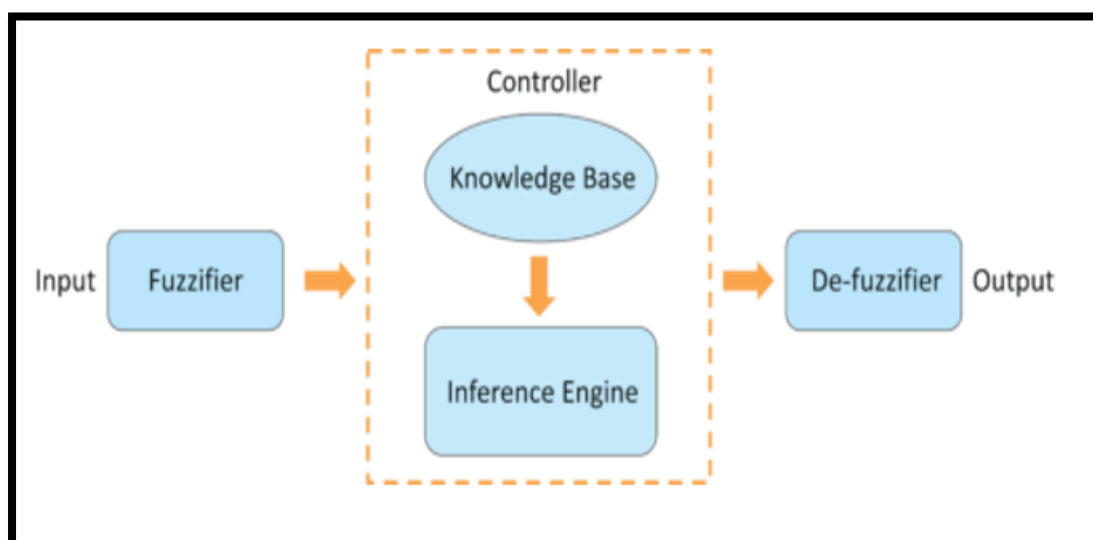 Controller
Knowledge Base
Input
Fuzzifier
De-fuzzifier
Output
Inference Engine